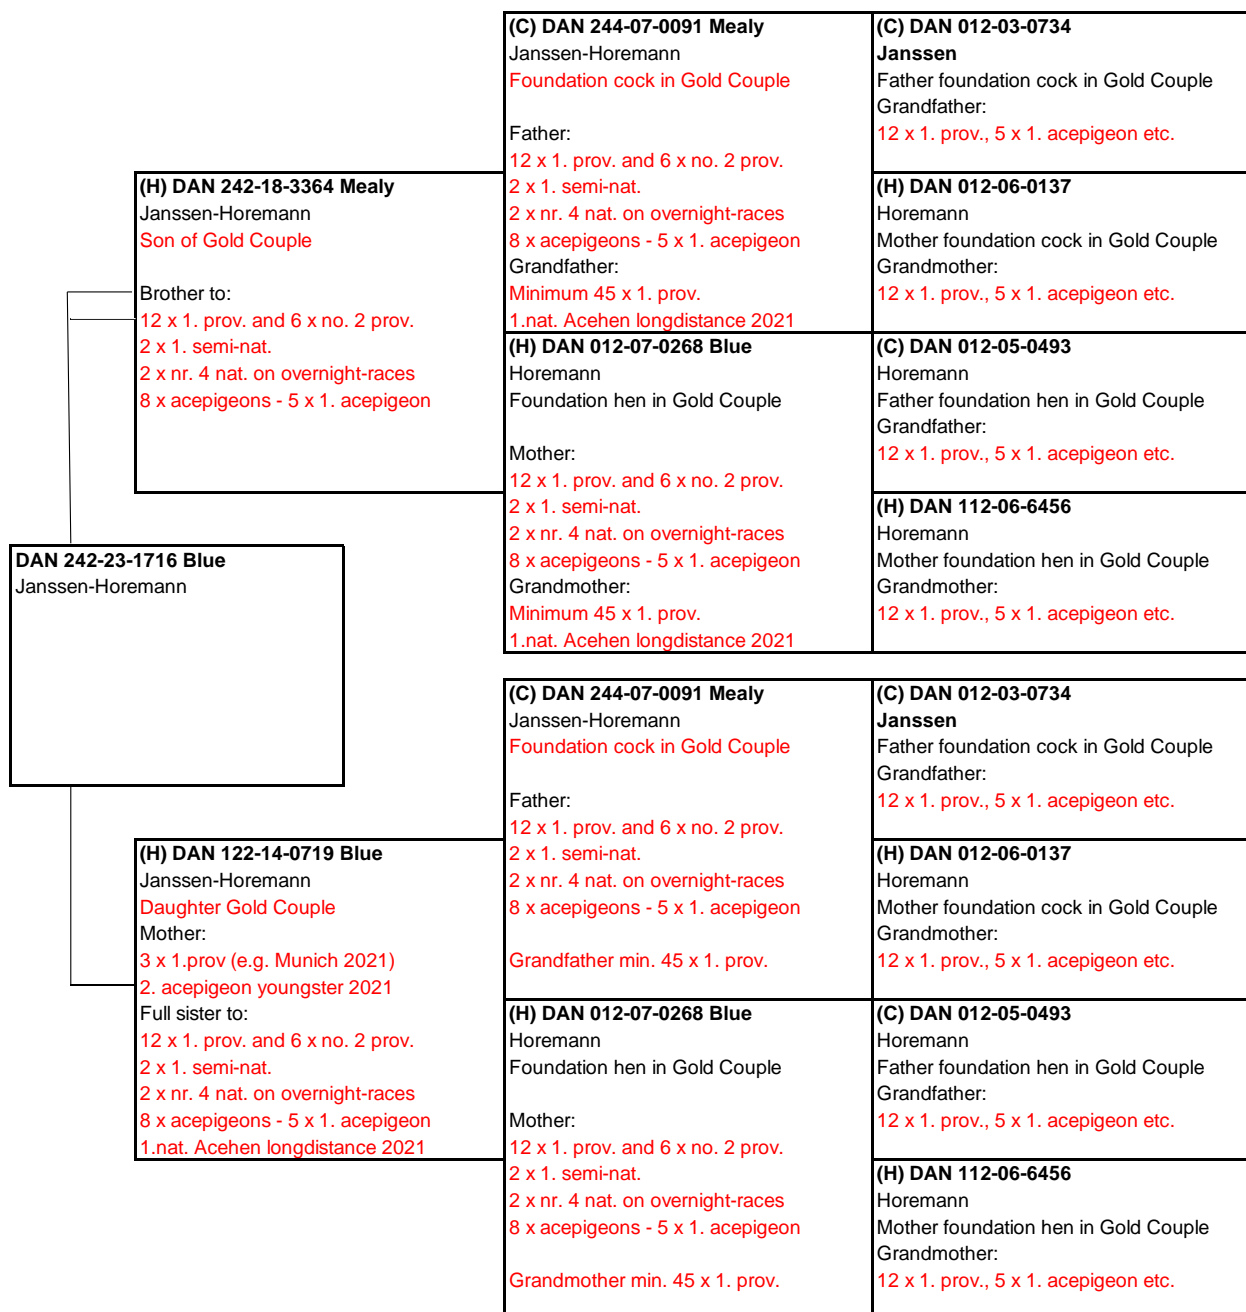 DAN 242-23-1716 Blue
Janssen-Horemann
(H) DAN 242-18-3364 Mealy
Janssen-Horemann
Son of Gold Couple
Brother to:
12 x 1. prov. and 6 x no. 2 prov.
2 x 1. semi-nat.
2 x nr. 4 nat. on overnight-races
8 x acepigeons - 5 x 1. acepigeon
(H) DAN 122-14-0719 Blue
Janssen-Horemann
Daughter Gold Couple
Mother:
3 x 1.prov (e.g. Munich 2021)
2. acepigeon youngster 2021
Full sister to:
12 x 1. prov. and 6 x no. 2 prov.
2 x 1. semi-nat.
2 x nr. 4 nat. on overnight-races
8 x acepigeons - 5 x 1. acepigeon
1.nat. Acehen longdistance 2021
(C) DAN 244-07-0091 Mealy
Janssen-Horemann
Foundation cock in Gold Couple
Father:
12 x 1. prov. and 6 x no. 2 prov.
2 x 1. semi-nat.
2 x nr. 4 nat. on overnight-races
8 x acepigeons - 5 x 1. acepigeon
Grandfather:
Minimum 45 x 1. prov.
1.nat. Acehen longdistance 2021
(H) DAN 012-07-0268 Blue
Horemann
Foundation hen in Gold Couple
Mother:
12 x 1. prov. and 6 x no. 2 prov.
2 x 1. semi-nat.
2 x nr. 4 nat. on overnight-races
8 x acepigeons - 5 x 1. acepigeon
Grandmother:
Minimum 45 x 1. prov.
1.nat. Acehen longdistance 2021
(C) DAN 244-07-0091 Mealy
Janssen-Horemann
Foundation cock in Gold Couple
Father:
12 x 1. prov. and 6 x no. 2 prov.
2 x 1. semi-nat.
2 x nr. 4 nat. on overnight-races
8 x acepigeons - 5 x 1. acepigeon
Grandfather min. 45 x 1. prov.
(H) DAN 012-07-0268 Blue
Horemann
Foundation hen in Gold Couple
Mother:
12 x 1. prov. and 6 x no. 2 prov.
2 x 1. semi-nat.
2 x nr. 4 nat. on overnight-races
8 x acepigeons - 5 x 1. acepigeon
Grandmother min. 45 x 1. prov.
(C) DAN 012-03-0734
Janssen
Father foundation cock in Gold Couple
Grandfather:
12 x 1. prov., 5 x 1. acepigeon etc.
(H) DAN 012-06-0137
Horemann
Mother foundation cock in Gold Couple
Grandmother:
12 x 1. prov., 5 x 1. acepigeon etc.
(C) DAN 012-05-0493
Horemann
Father foundation hen in Gold Couple
Grandfather:
12 x 1. prov., 5 x 1. acepigeon etc.
(H) DAN 112-06-6456
Horemann
Mother foundation hen in Gold Couple
Grandmother:
12 x 1. prov., 5 x 1. acepigeon etc.
(C) DAN 012-03-0734
Janssen
Father foundation cock in Gold Couple
Grandfather:
12 x 1. prov., 5 x 1. acepigeon etc.
(H) DAN 012-06-0137
Horemann
Mother foundation cock in Gold Couple
Grandmother:
12 x 1. prov., 5 x 1. acepigeon etc.
(C) DAN 012-05-0493
Horemann
Father foundation hen in Gold Couple
Grandfather:
12 x 1. prov., 5 x 1. acepigeon etc.
(H) DAN 112-06-6456
Horemann
Mother foundation hen in Gold Couple
Grandmother:
12 x 1. prov., 5 x 1. acepigeon etc.